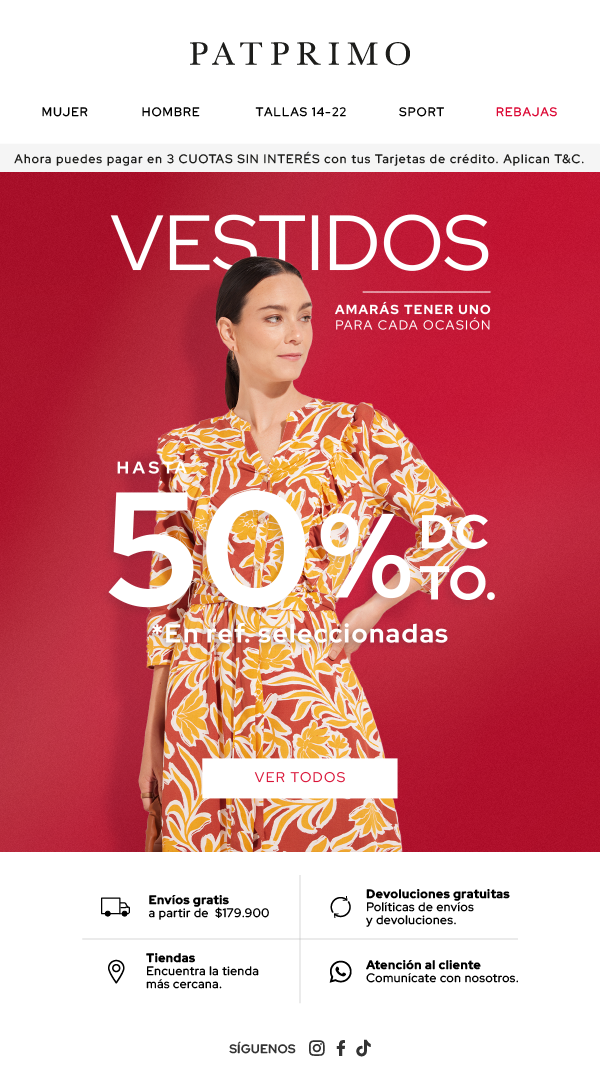 PATPRIMO
MUJER HOMBRE TALLAS 14-22 SPORT REBAJAS
Ahora puedes pagar en 3 CUOTAS SIN INTERÉS con tus Tarjetas de crédito. Aplican T&C.
VESTIDOS
AMARÁS TENER UNO
PARA CADA OCASIÓN
HASTA
50% DC
TO.
*En ref. seleccionadas
VER TODOS
Envíos gratis
a partir de $179.900
Devoluciones gratuitas
Políticas de envíos
y devoluciones.
Tiendas
Encuentra la tienda
más cercana.
Atención al cliente
Comunícate con nosotros.
SÍGUENOS